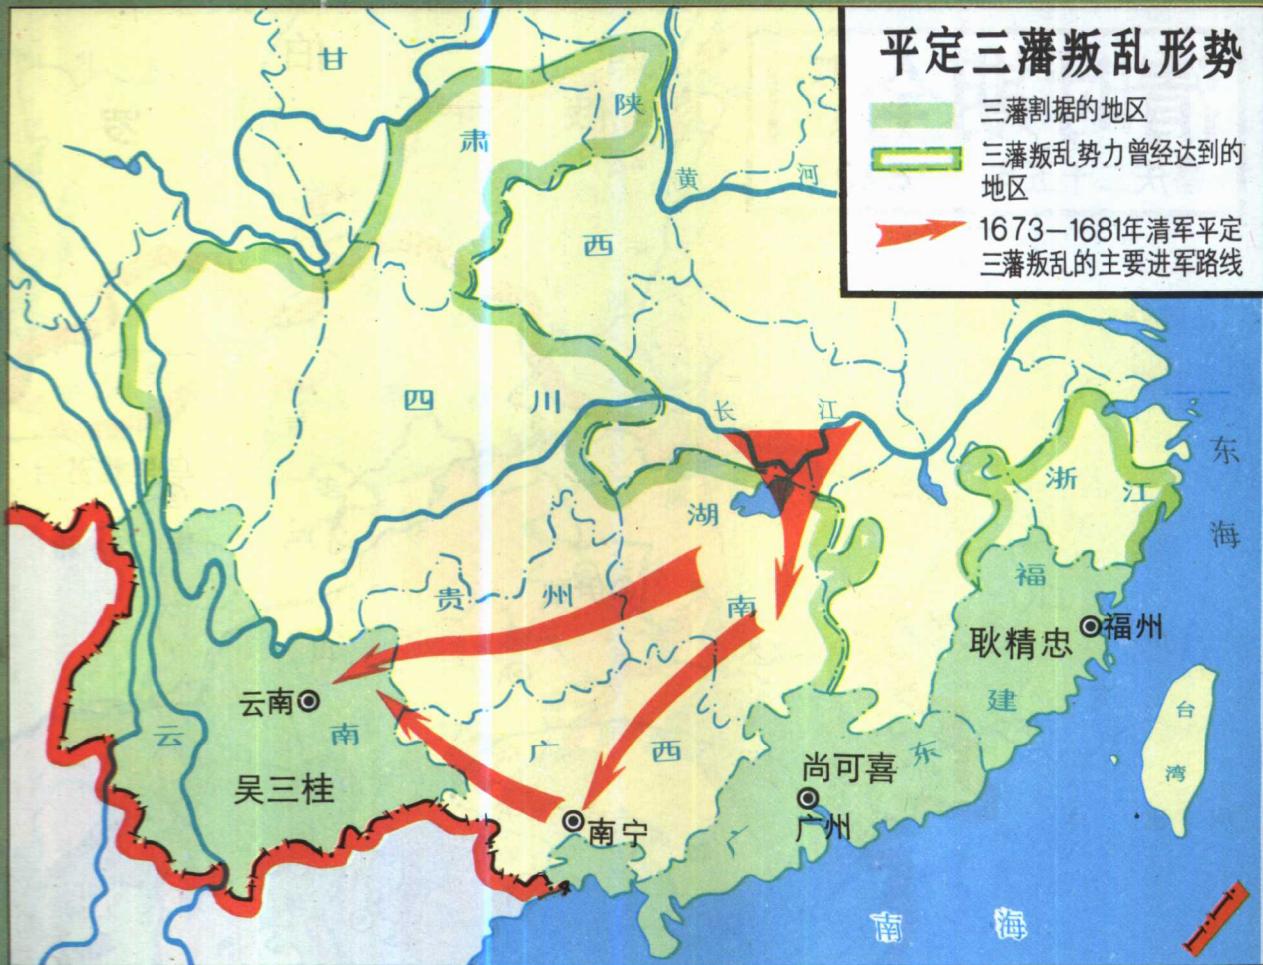 平定三藩叛乱形势
三藩割据的地区
三藩叛乱势力曾经达到的
地区
1673－1681年清军平定
三藩叛乱的主要进军路线
甘
肃
陕
西
黄
河
四
川
长
江
浙
江
东
海
湖
南
贵
州
福
建
福州
耿精忠
云南
云
南
吴三桂
广
西
南宁
尚可喜
东
广州
台
湾
南
海